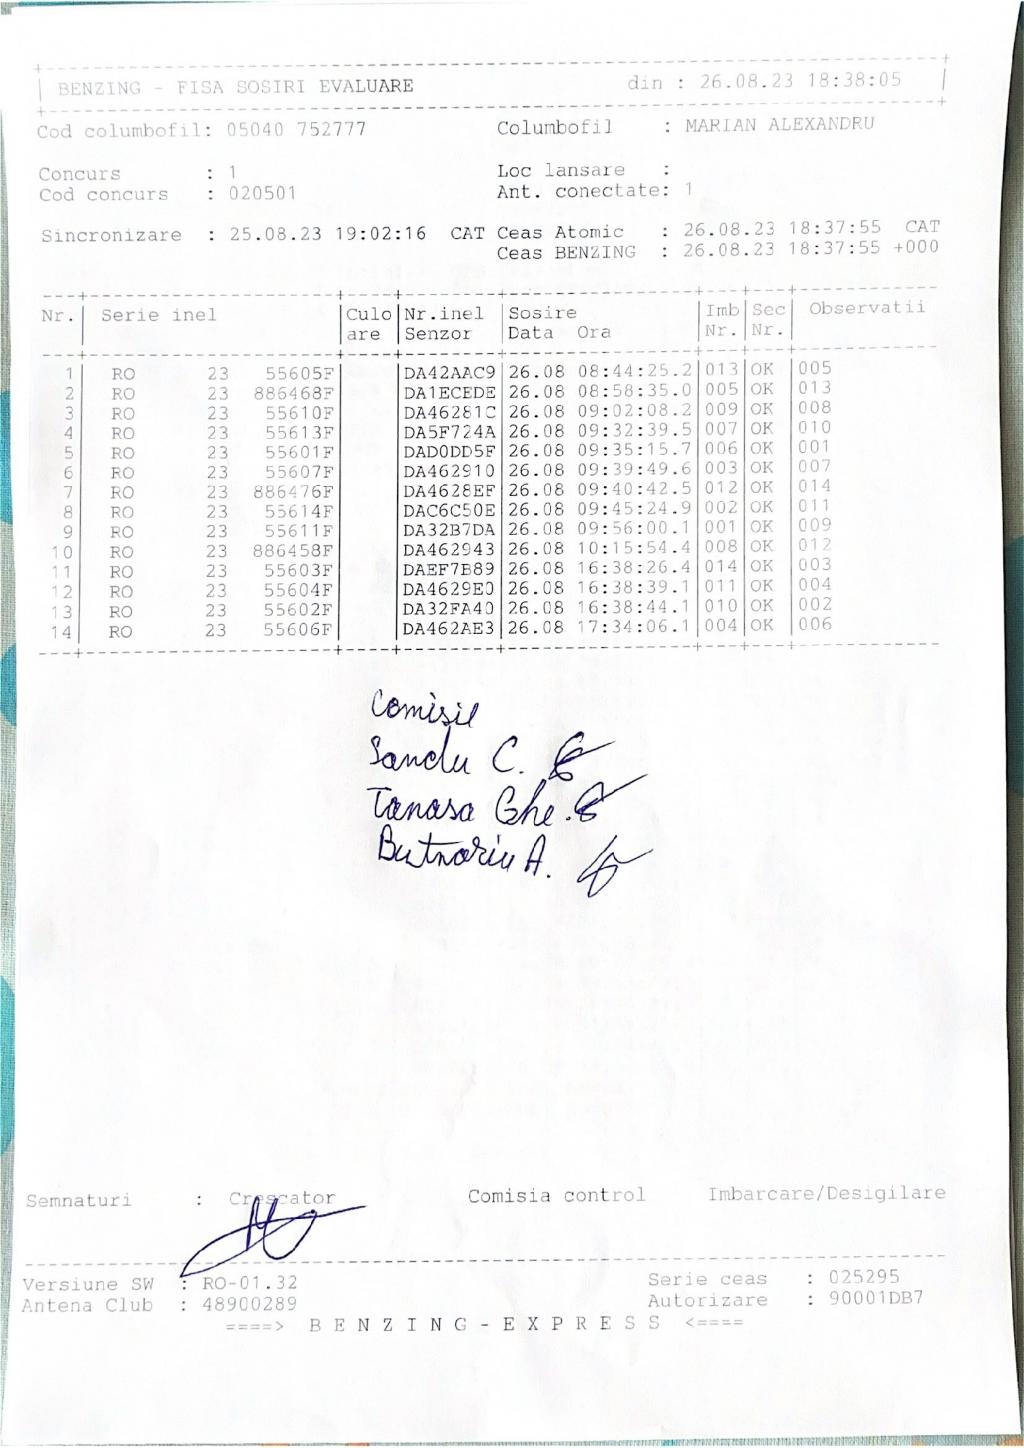 BENZING - FISA SOSIRI EVALUARE din : 26.08.23 18:38:05
Cod columbofil: 05040 752777 Columbofil : MARIAN ALEXANDRU
Concurs : 1 Loc lansare :
Cod concurs : 020501 Ant. conectate: 1
Sincronizare : 25.08.23 19:02:16 CAT Ceas Atomic : 26.08.23 18:37:55 CAT
Ceas BENZING : 26.08.23 18:37:55 +000
Nr. Serie inel Culo Nr.inel Sosire Imb Sec Observatii
are Senzor Data Ora Nr. Nr.
1 RO 23 55605F DA42AAC9 26.08 08:44:25.2 013 OK 005
2 RO 23 886468F DA1ECEDE 26.08 08:58:35.0 005 OK 013
3 RO 23 55610F DA46281C 26.08 09:02:08.2 009 OK 008
4 RO 23 55613F DA5F724A 26.08 09:32:39.5 007 OK 010
5 RO 23 55601F DAD0DD5F 26.08 09:35:15.7 006 OK 001
6 RO 23 55607F DA462910 26.08 09:39:49.6 003 OK 007
7 RO 23 886476F DA4628EF 26.08 09:40:42.5 012 OK 014
8 RO 23 55614F DAC6C50E 26.08 09:45:24.9 002 OK 011
9 RO 23 55611F DA32B7DA 26.08 09:56:00.1 001 OK 009
10 RO 23 886458F DA462943 26.08 10:15:54.4 008 OK 012
11 RO 23 55603F DAEF7B89 26.08 16:38:26.4 014 OK 003
12 RO 23 55604F DA4629E0 26.08 16:38:39.1 011 OK 004
13 RO 23 55602F DA32FA40 26.08 16:38:44.1 010 OK 002
14 RO 23 55606F DA462AE3 26.08 17:34:06.1 004 OK 006
Comisie
Sandu C.
Tanasa Ghe.
Butnariu A.
Semnaturi : Crescator Comisia control Imbarcare/Desigilare
Versiune SW : RO-01.32 Serie ceas : 025295
Antena Club : 48900289 Autorizare : 90001DB7
====> B E N Z I N G - E X P R E S S <====